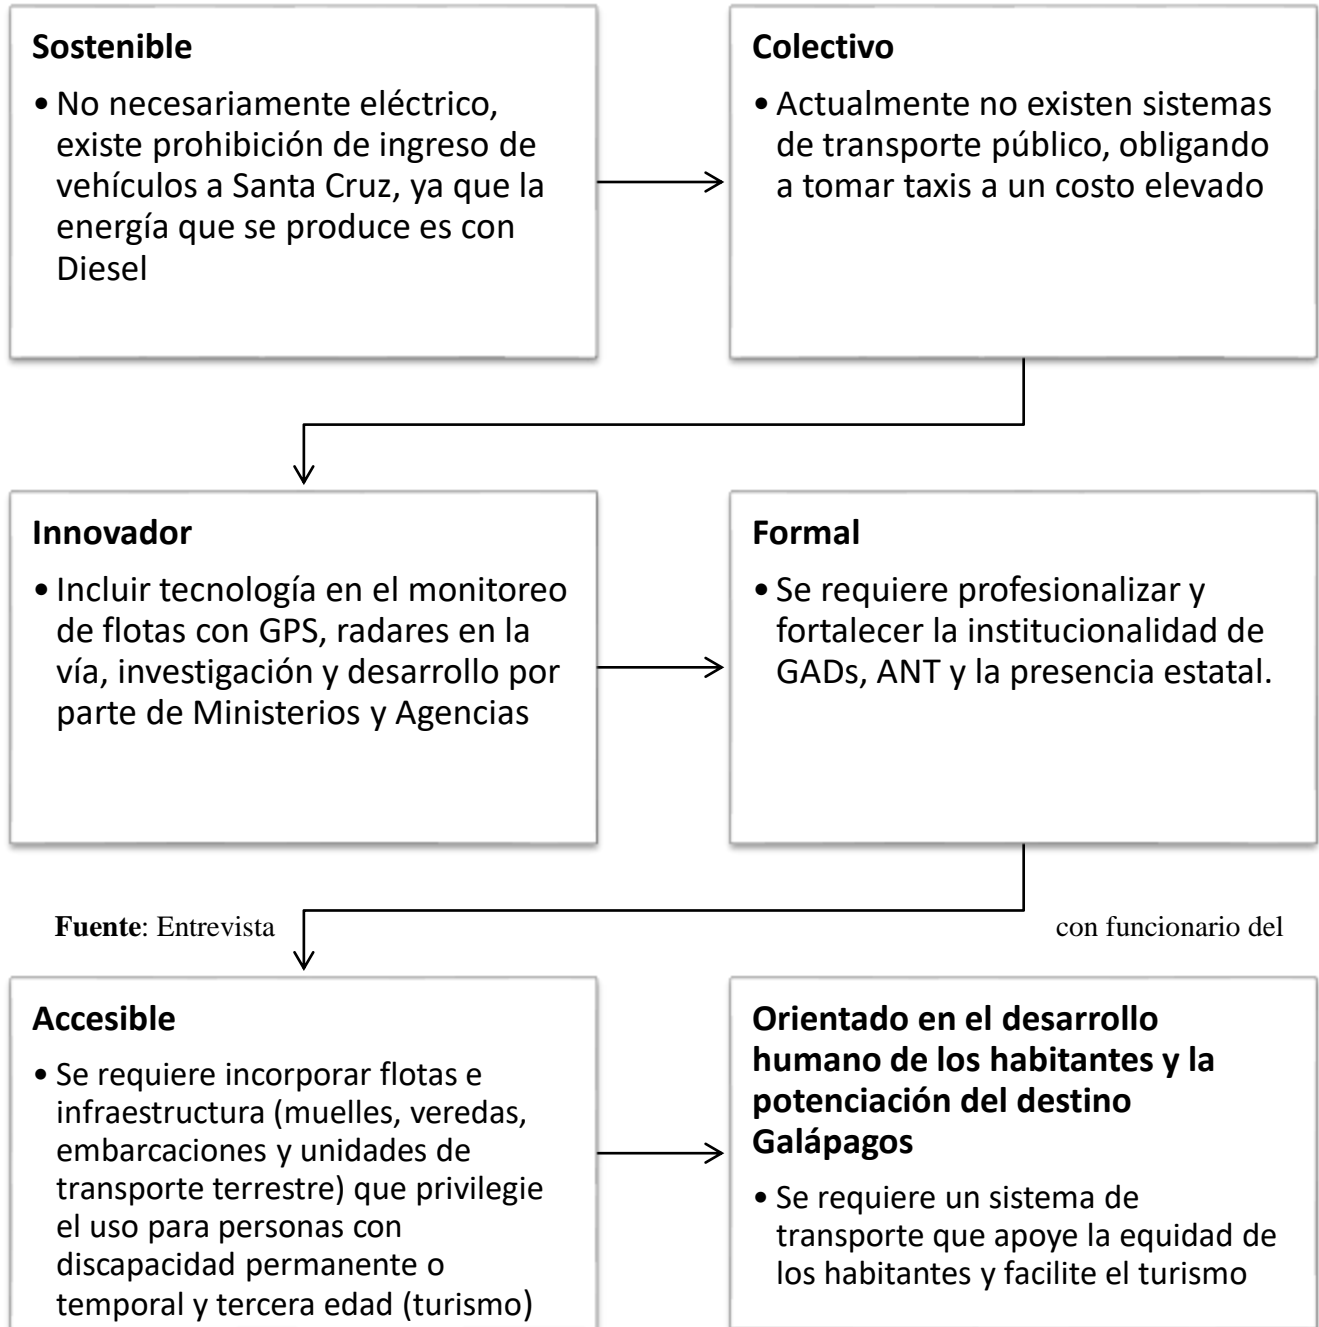 Sostenible
• No necesariamente eléctrico,
existe prohibición de ingreso de
vehículos a Santa Cruz, ya que la
energía que se produce es con
Diesel
Colectivo
• Actualmente no existen sistemas
de transporte público, obligando
a tomar taxis a un costo elevado
Innovador
• Incluir tecnología en el monitoreo
de flotas con GPS, radares en la
vía, investigación y desarrollo por
parte de Ministerios y Agencias
Formal
• Se requiere profesionalizar y
fortalecer la institucionalidad de
GADs, ANT y la presencia estatal.
Fuente: Entrevista con funcionario del
Accesible
• Se requiere incorporar flotas e
infraestructura (muelles, veredas,
embarcaciones y unidades de
transporte terrestre) que privilegie
el uso para personas con
discapacidad permanente o
temporal y tercera edad (turismo)
Orientado en el desarrollo
humano de los habitantes y la
potenciación del destino
Galápagos
• Se requiere un sistema de
transporte que apoye la equidad de
los habitantes y facilite el turismo